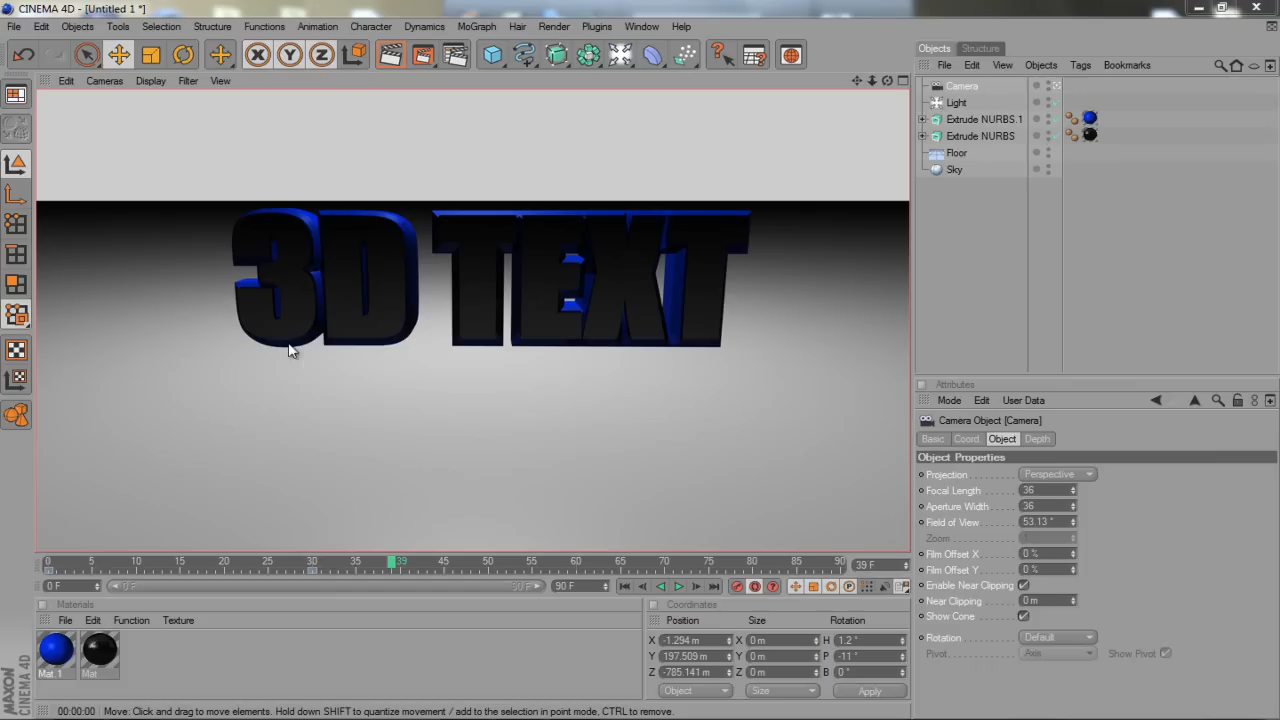 CINEMA 4D - [Untitled 1 *]
File Edit Objects Tools Selection Structure Functions Animation Character Dynamics MoGraph Hair Render Plugins Window Help
X Y Z
Objects Structure
File Edit View Objects Tags Bookmarks
Edit Cameras Display Filter View
Camera
Light
Extrude NURBS.1
Extrude NURBS
Floor
Sky
3D TEXT
Attributes
Mode Edit User Data
Camera Object [Camera]
Basic Coord. Object Depth
Object Properties
Projection Perspective
Focal Length 36
Aperture Width 36
Field of View 53.13 °
Zoom 1
Film Offset X 0 %
Film Offset Y 0 %
Enable Near Clipping
Near Clipping 0 m
Show Cone
Rotation Default
Pivot Axis Show Pivot
0 5 10 15 20 25 30 35 39 45 50 55 60 65 70 75 80 85 90 39 F
0 F 0 F 90 F 90 F
Materials
File Edit Function Texture
Mat.1 Mat
Coordinates
Position Size Rotation
X -1.294 m X 0 m H 1.2 °
Y 197.509 m Y 0 m P -11 °
Z -785.141 m Z 0 m B 0 °
Object Size Apply
MAXON CINEMA 4D
00:00:00 Move: Click and drag to move elements. Hold down SHIFT to quantize movement / add to the selection in point mode, CTRL to remove.